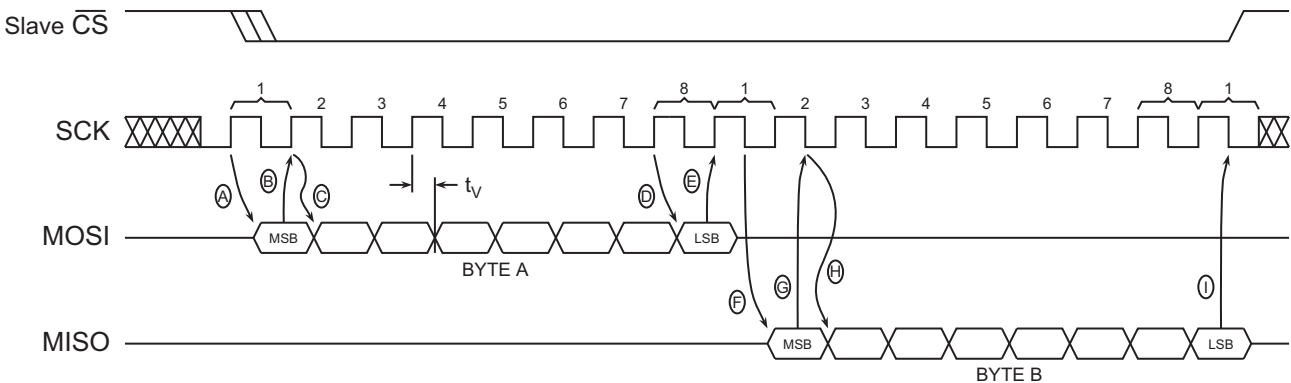 Slave CS
1 2 3 4 5 6 7 8 1 2 3 4 5 6 7 8 1
SCK
A B C tV D E
MOSI MSB LSB
BYTE A
F G H I
MISO MSB LSB
BYTE B